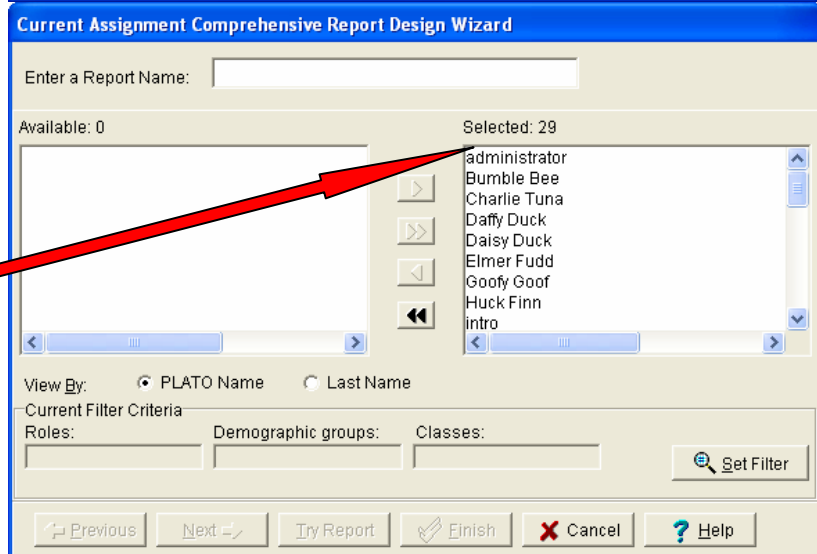 Current Assignment Comprehensive Report Design Wizard
Enter a Report Name:
Available: 0 Selected: 29
administrator
Bumble Bee
Charlie Tuna
Daffy Duck
Daisy Duck
Elmer Fudd
Goofy Goof
Huck Finn
intro
View By: PLATO Name Last Name
Current Filter Criteria
Roles: Demographic groups: Classes:
Set Filter
Previous Next Try Report Finish Cancel Help